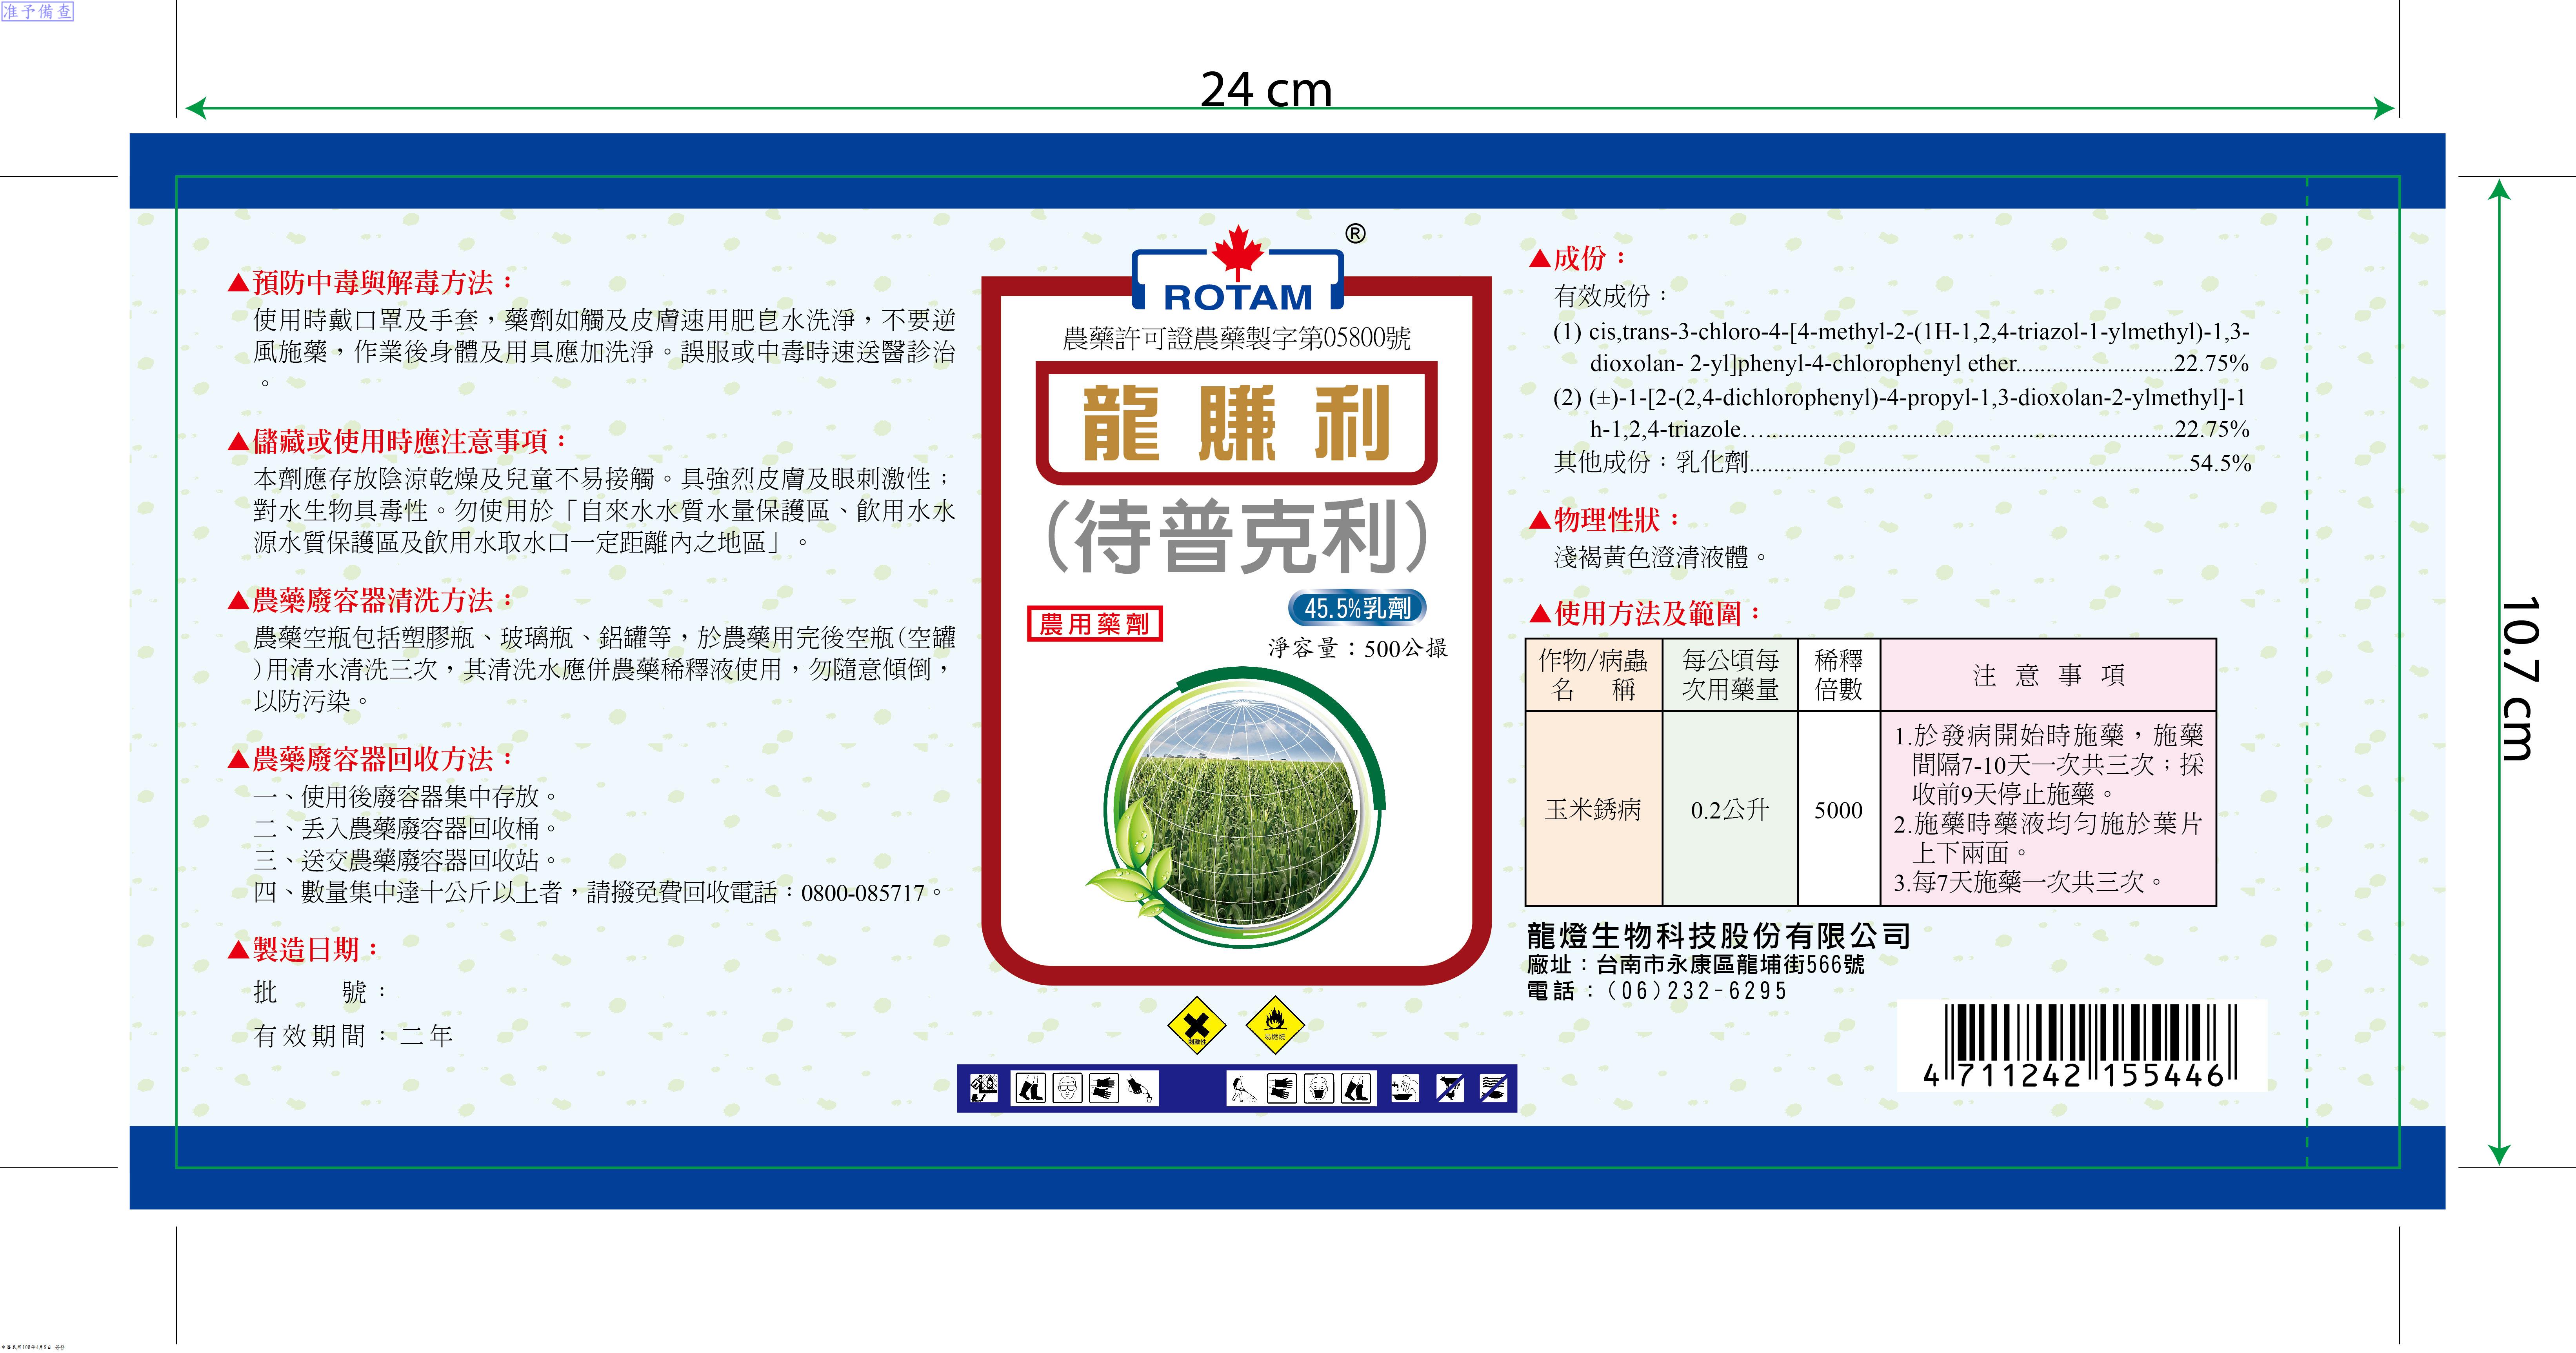 准予備查
24 cm
10.7 cm
▲預防中毒與解毒方法：
使用時戴口罩及手套，藥劑如觸及皮膚速用肥皂水洗淨，不要逆
風施藥，作業後身體及用具應加洗淨。誤服或中毒時速送醫診治
。
▲儲藏或使用時應注意事項：
本劑應存放陰涼乾燥及兒童不易接觸。具強烈皮膚及眼刺激性；
對水生物具毒性。勿使用於「自來水水質水量保護區、飲用水水
源水質保護區及飲用水取水口一定距離內之地區」。
▲農藥廢容器清洗方法：
農藥空瓶包括塑膠瓶、玻璃瓶、鋁罐等，於農藥用完後空瓶(空罐
)用清水清洗三次，其清洗水應併農藥稀釋液使用，勿隨意傾倒，
以防污染。
▲農藥廢容器回收方法：
一、使用後廢容器集中存放。
二、丟入農藥廢容器回收桶。
三、送交農藥廢容器回收站。
四、數量集中達十公斤以上者，請撥免費回收電話：0800-085717。
▲製造日期：
批　　號：
有效期間：二年
®
ROTAM
農藥許可證農藥製字第05800號
龍賺利
(待普克利)
45.5%乳劑
農用藥劑
淨容量：500公撮
刺激性
易燃燒
▲成份：
有效成份：
(1) cis,trans-3-chloro-4-[4-methyl-2-(1H-1,2,4-triazol-1-ylmethyl)-1,3-
dioxolan- 2-yl]phenyl-4-chlorophenyl ether..........................22.75%
(2) (±)-1-[2-(2,4-dichlorophenyl)-4-propyl-1,3-dioxolan-2-ylmethyl]-1
h-1,2,4-triazole.....................................................................22.75%
其他成份：乳化劑........................................................................54.5%
▲物理性狀：
淺褐黃色澄清液體。
▲使用方法及範圍：
作物/病蟲
名　稱
每公頃每
次用藥量
稀釋
倍數
注意事項
玉米銹病
0.2公升
5000
1.於發病開始時施藥，施藥
間隔7-10天一次共三次；採
收前9天停止施藥。
2.施藥時藥液均勻施於葉片
上下兩面。
3.每7天施藥一次共三次。
龍燈生物科技股份有限公司
廠址：台南市永康區龍埔街566號
電話：(06)232-6295
4 711242 155446